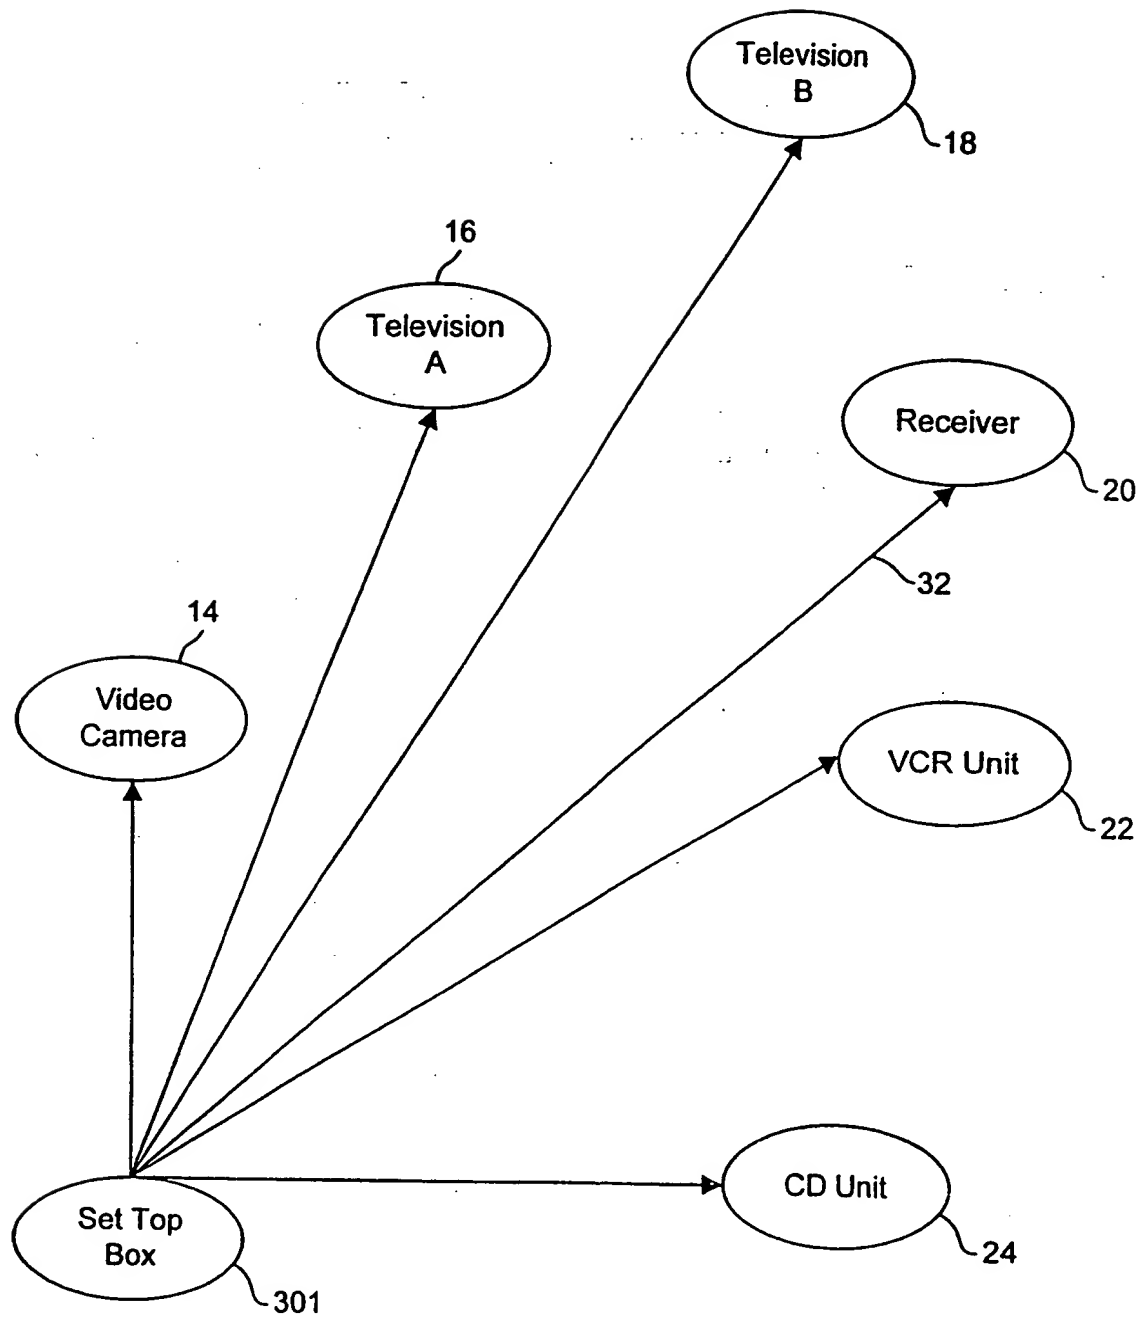 Television
B
18
16
Television
A
Receiver
20
32
14
Video
Camera
VCR Unit
22
CD Unit
24
Set Top
Box
301